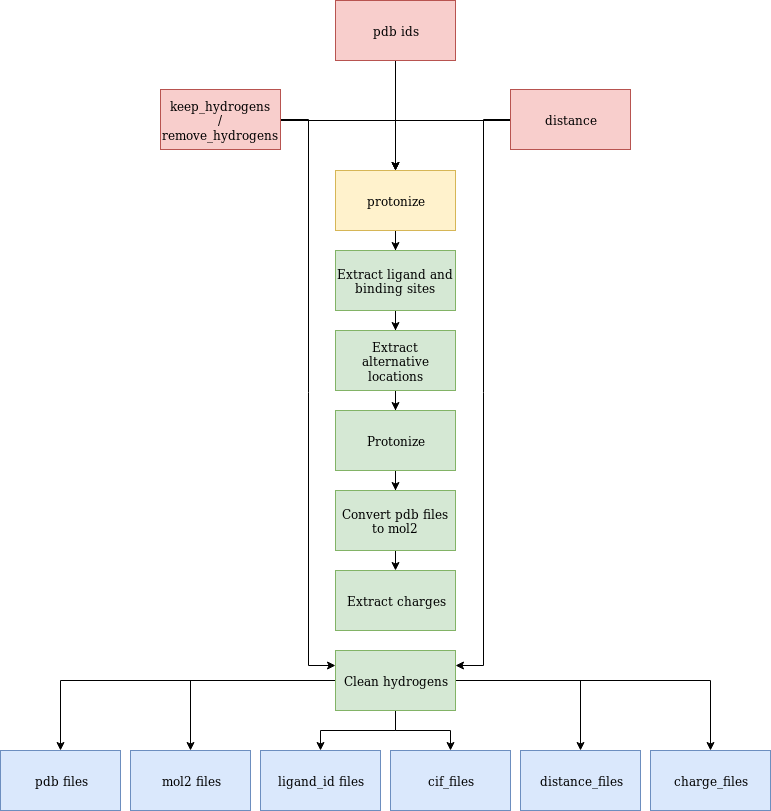 pdb ids
keep_hydrogens
/
remove_hydrogens
distance
protonize
Extract ligand and
binding sites
Extract
alternative
locations
Protonize
Convert pdb files
to mol2
Extract charges
Clean hydrogens
pdb files
mol2 files
ligand_id files
cif_files
distance_files
charge_files